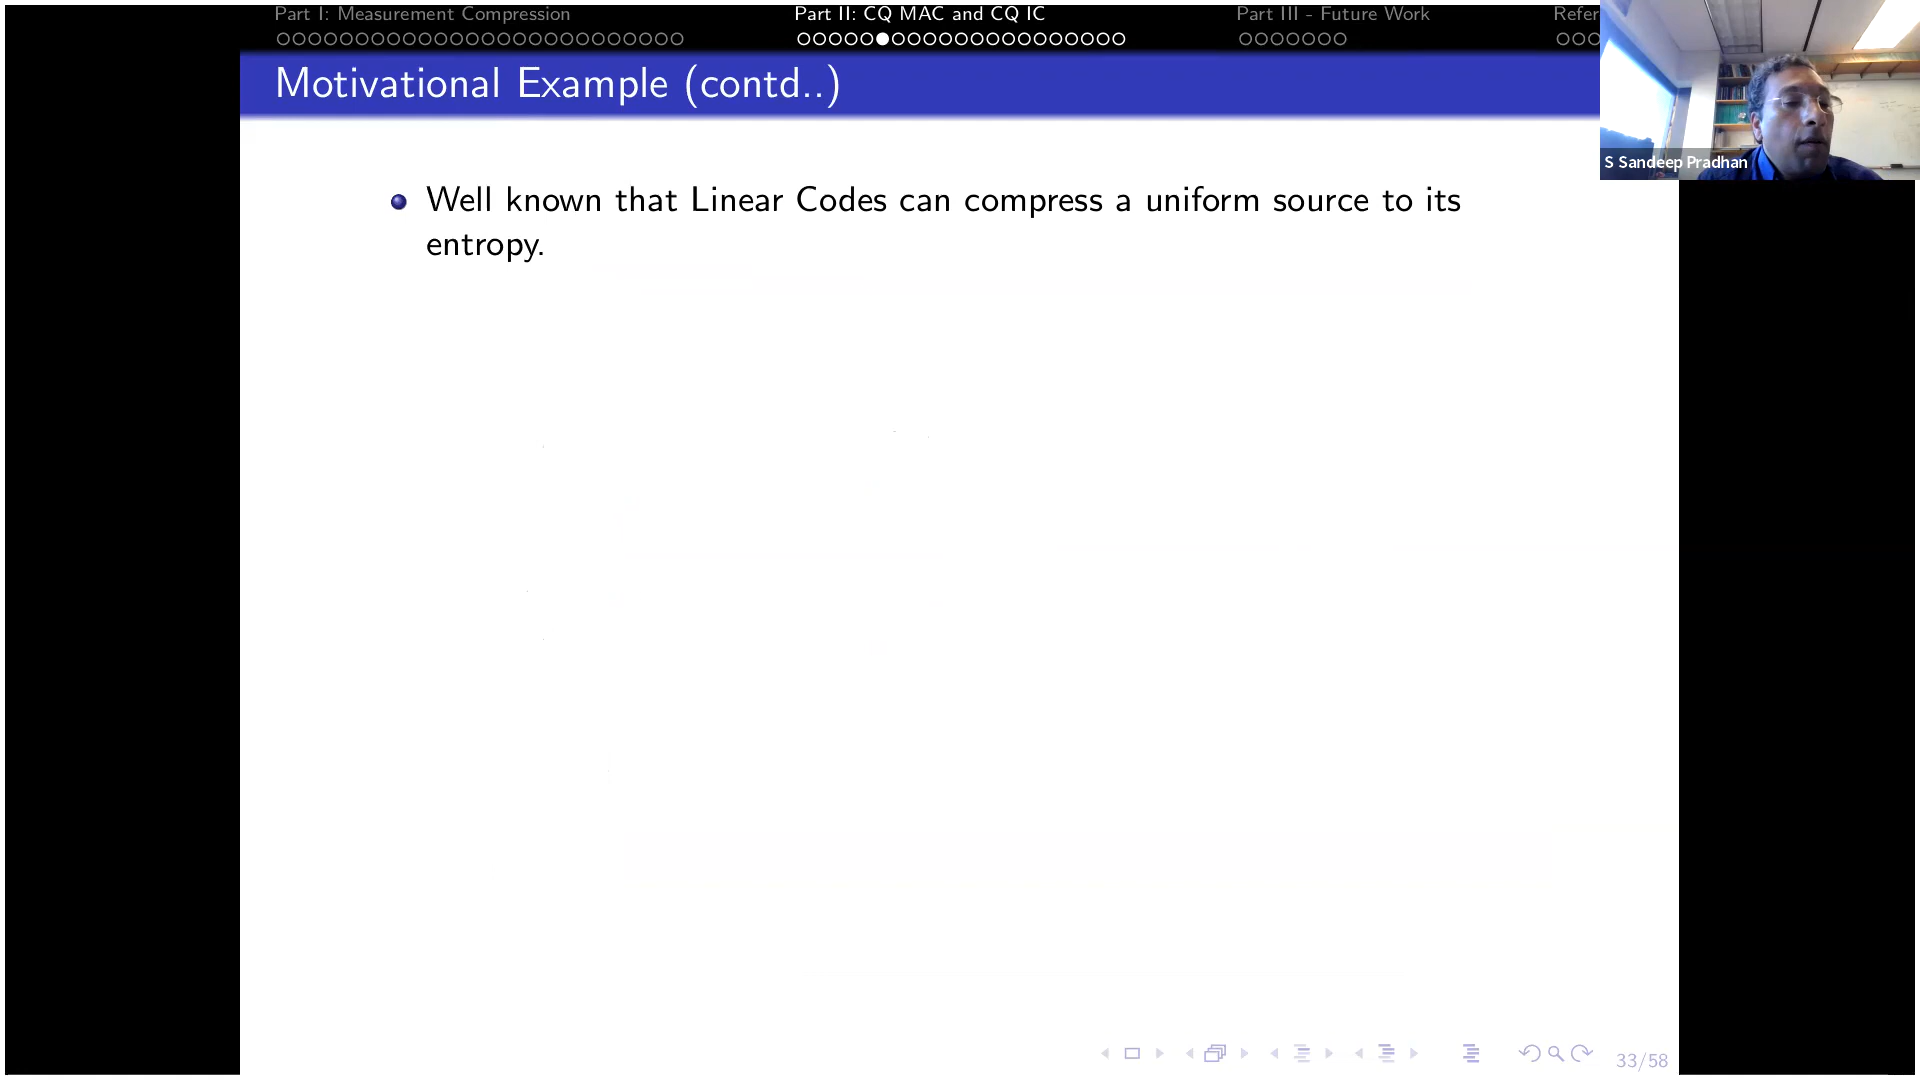 Part I: Measurement Compression
Part II: CQ MAC and CQ IC
Part III - Future Work
Refer
Motivational Example (contd..)
S Sandeep Pradhan
Well known that Linear Codes can compress a uniform source to its
entropy.
33/58